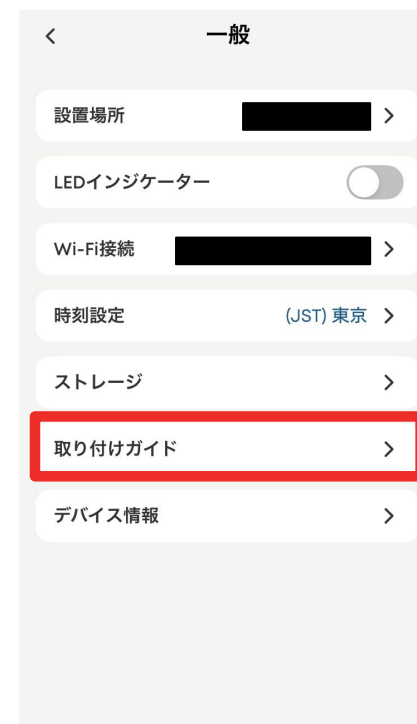 一般
設置場所
LEDインジケーター
Wi-Fi接続
時刻設定 (JST) 東京
ストレージ
取り付けガイド
デバイス情報